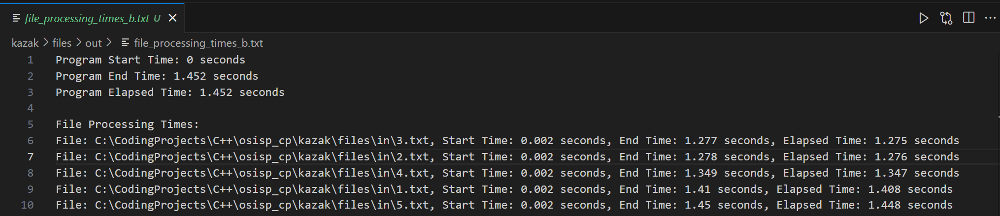 file_processing_times_b.txt U
kazak > files > out > file_processing_times_b.txt
1 Program Start Time: 0 seconds
2 Program End Time: 1.452 seconds
3 Program Elapsed Time: 1.452 seconds
4
5 File Processing Times:
6 File: C:\CodingProjects\C++\osisp_cp\kazak\files\in\3.txt, Start Time: 0.002 seconds, End Time: 1.277 seconds, Elapsed Time: 1.275 seconds
7 File: C:\CodingProjects\C++\osisp_cp\kazak\files\in\2.txt, Start Time: 0.002 seconds, End Time: 1.278 seconds, Elapsed Time: 1.276 seconds
8 File: C:\CodingProjects\C++\osisp_cp\kazak\files\in\4.txt, Start Time: 0.002 seconds, End Time: 1.349 seconds, Elapsed Time: 1.347 seconds
9 File: C:\CodingProjects\C++\osisp_cp\kazak\files\in\1.txt, Start Time: 0.002 seconds, End Time: 1.41 seconds, Elapsed Time: 1.408 seconds
10 File: C:\CodingProjects\C++\osisp_cp\kazak\files\in\5.txt, Start Time: 0.002 seconds, End Time: 1.45 seconds, Elapsed Time: 1.448 seconds